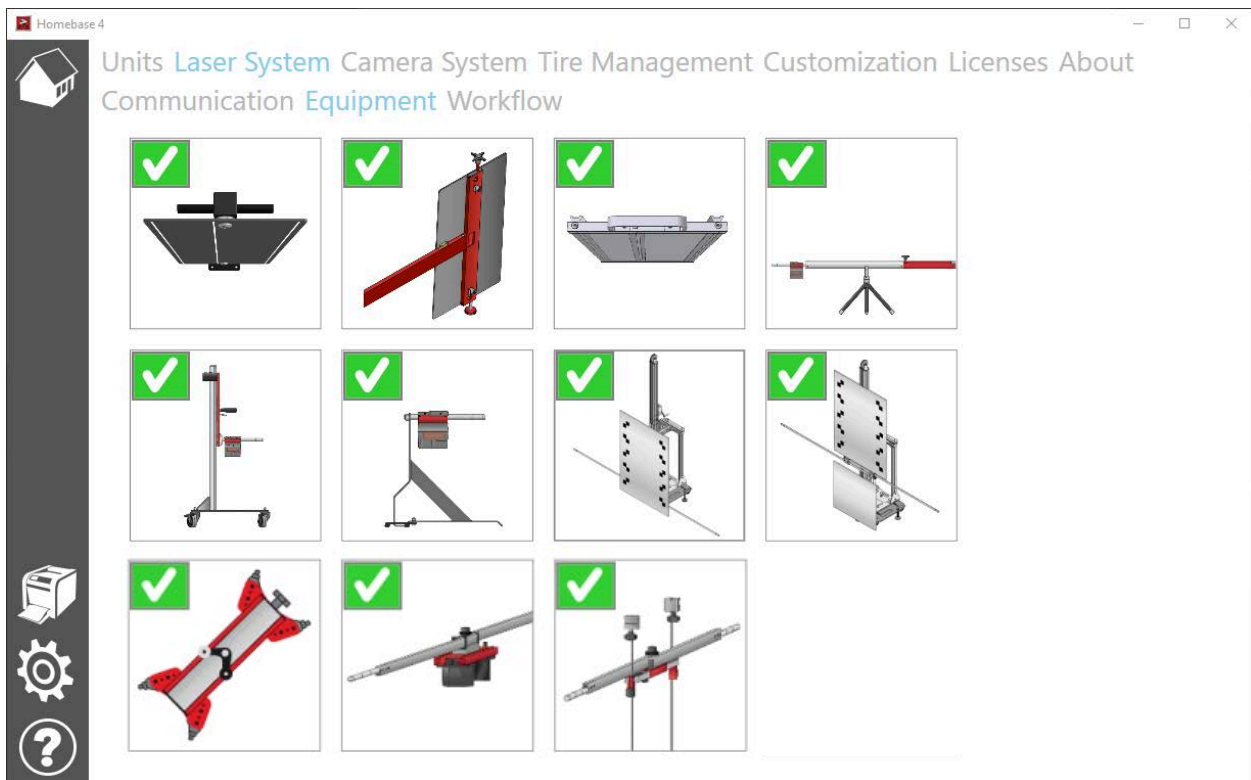 Homebase 4
Units Laser System Camera System Tire Management Customization Licenses About
Communication Equipment Workflow
?